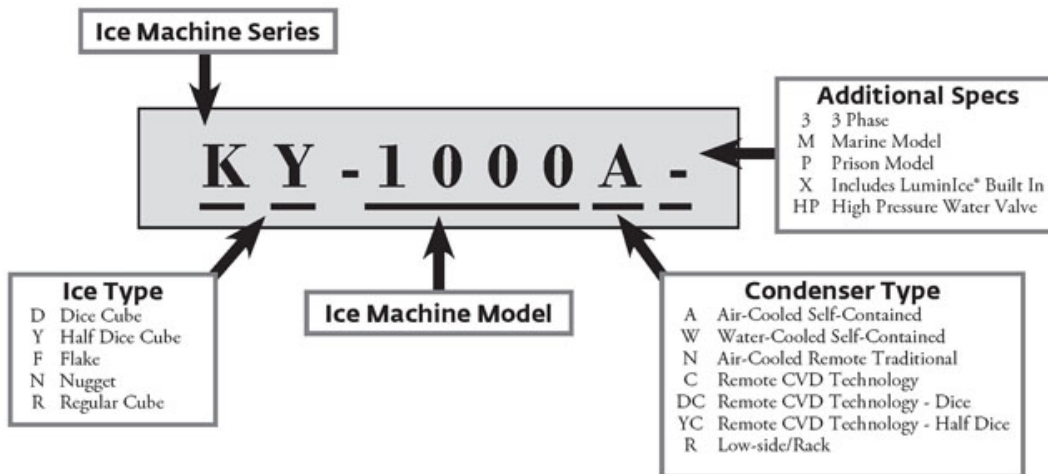 Ice Machine Series
K Y - 1 0 0 0 A -
Additional Specs
3 3 Phase
M Marine Model
P Prison Model
X Includes LuminIce® Built In
HP High Pressure Water Valve
Ice Type
D Dice Cube
Y Half Dice Cube
F Flake
N Nugget
R Regular Cube
Ice Machine Model
Condenser Type
A Air-Cooled Self-Contained
W Water-Cooled Self-Contained
N Air-Cooled Remote Traditional
C Remote CVD Technology
DC Remote CVD Technology - Dice
YC Remote CVD Technology - Half Dice
R Low-side/Rack